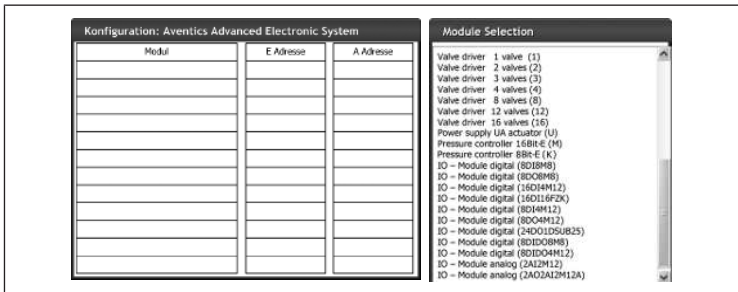 Konfiguration: Aventics Advanced Electronic System
Modul E Adresse A Adresse
Module Selection
Valve driver 1 valve (1)
Valve driver 2 valves (2)
Valve driver 3 valves (3)
Valve driver 4 valves (4)
Valve driver 8 valves (8)
Valve driver 12 valves (12)
Valve driver 16 valves (16)
Power supply UA actuator (U)
Pressure controller 16Bit-E (M)
Pressure controller 8Bit-E (K)
IO – Module digital (8DI8M8)
IO – Module digital (8DO8M8)
IO – Module digital (16DI4M12)
IO – Module digital (16DI16FZK)
IO – Module digital (8DI4M12)
IO – Module digital (8DO4M12)
IO – Module digital (24DO1DSUB25)
IO – Module digital (8DIDO8M8)
IO – Module digital (8DIDO4M12)
IO – Module analog (2AI2M12)
IO – Module analog (2AO2AI2M12A)